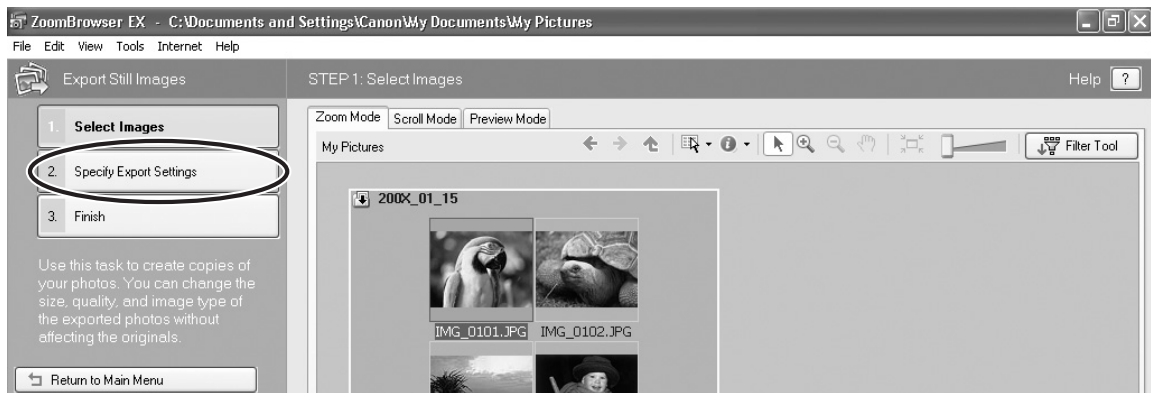 ZoomBrowser EX - C:\Documents and Settings\Canon\My Documents\My Pictures
File Edit View Tools Internet Help
Export Still Images
STEP 1: Select Images
Help ?
1. Select Images
2. Specify Export Settings
3. Finish
Use this task to create copies of
your photos. You can change the
size, quality, and image type of
the exported photos without
affecting the originals.
Return to Main Menu
Zoom Mode Scroll Mode Preview Mode
My Pictures
Filter Tool
200X_01_15
IMG_0101.JPG IMG_0102.JPG